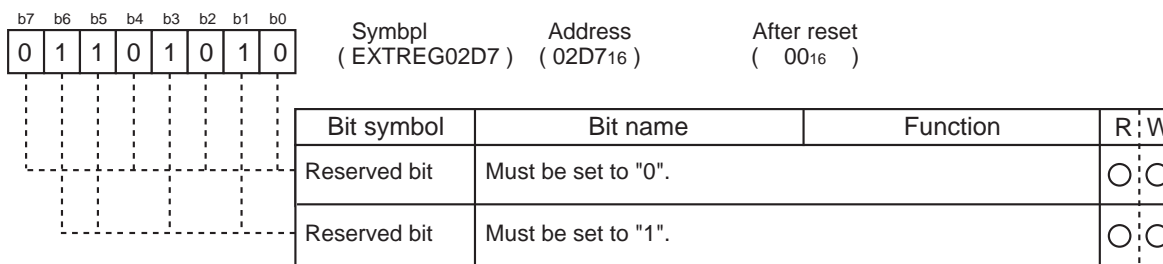 b7 b6 b5 b4 b3 b2 b1 b0
0 1 1 0 1 0 1 0
Symbpl Address After reset
( EXTREG02D7 ) ( 02D716 ) ( 0016 )
Bit symbol Bit name Function R W
Reserved bit Must be set to "0". ○ ○
Reserved bit Must be set to "1". ○ ○